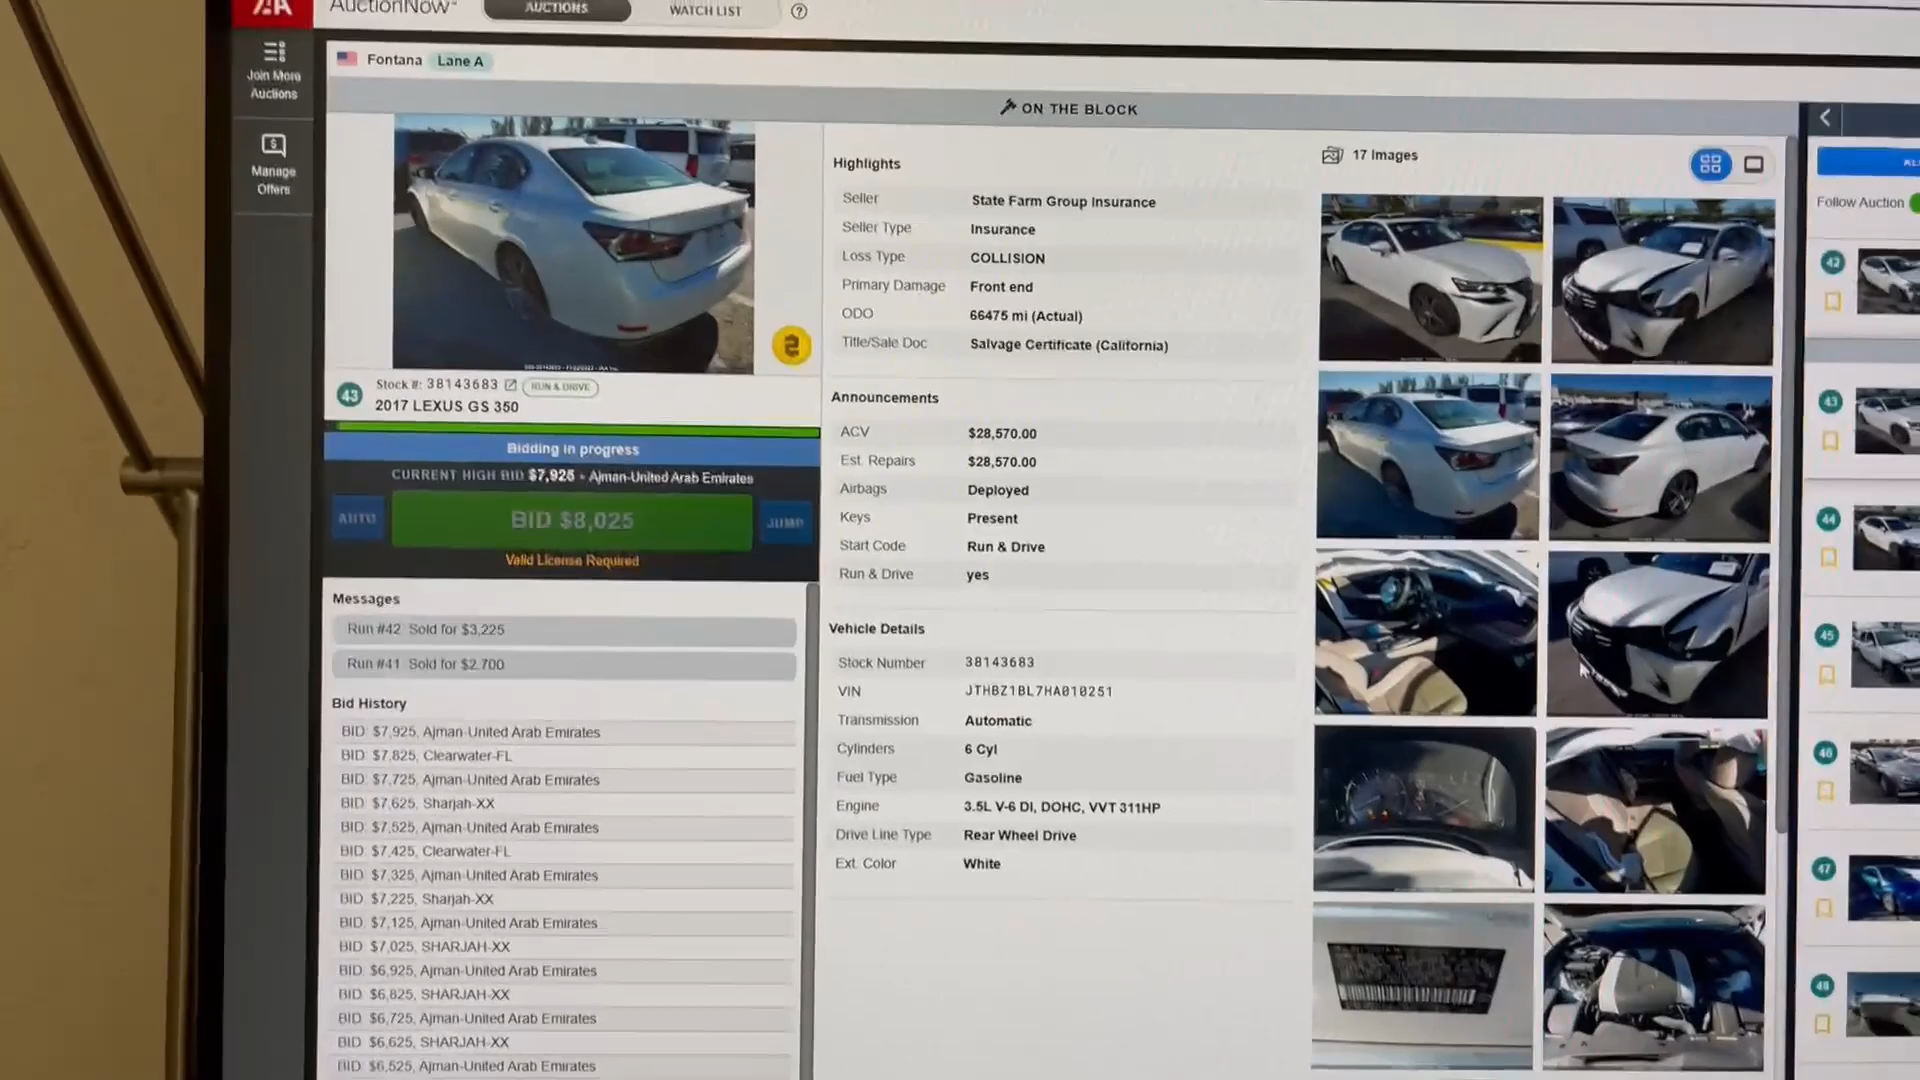 IAA
AuctionNow
AUCTIONS
WATCH LIST
?
Join More
Auctions
Manage
Offers
Fontana
Lane A
ON THE BLOCK
43
Stock #: 38143683
RUN & DRIVE
2017 LEXUS GS 350
Bidding in progress
CURRENT HIGH BID $7,925 - Ajman-United Arab Emirates
AUTO
BID $8,025
JUMP
Valid License Required
Messages
Run #42 Sold for $3,225
Run #41 Sold for $2,700
Bid History
BID: $7,925, Ajman-United Arab Emirates
BID: $7,825, Clearwater-FL
BID: $7,725, Ajman-United Arab Emirates
BID: $7,625, Sharjah-XX
BID: $7,525, Ajman-United Arab Emirates
BID: $7,425, Clearwater-FL
BID: $7,325, Ajman-United Arab Emirates
BID: $7,225, Sharjah-XX
BID: $7,125, Ajman-United Arab Emirates
BID: $7,025, SHARJAH-XX
BID: $6,925, Ajman-United Arab Emirates
BID: $6,825, SHARJAH-XX
BID: $6,725, Ajman-United Arab Emirates
BID: $6,625, SHARJAH-XX
BID: $6,525, Ajman-United Arab Emirates
Highlights
Seller State Farm Group Insurance
Seller Type Insurance
Loss Type COLLISION
Primary Damage Front end
ODO 66475 mi (Actual)
Title/Sale Doc Salvage Certificate (California)
Announcements
ACV $28,570.00
Est. Repairs $28,570.00
Airbags Deployed
Keys Present
Start Code Run & Drive
Run & Drive yes
Vehicle Details
Stock Number 38143683
VIN JTHBZ1BL7HA010251
Transmission Automatic
Cylinders 6 Cyl
Fuel Type Gasoline
Engine 3.5L V-6 DI, DOHC, VVT 311HP
Drive Line Type Rear Wheel Drive
Ext. Color White
17 Images
Follow Auction
42
43
44
45
46
47
48